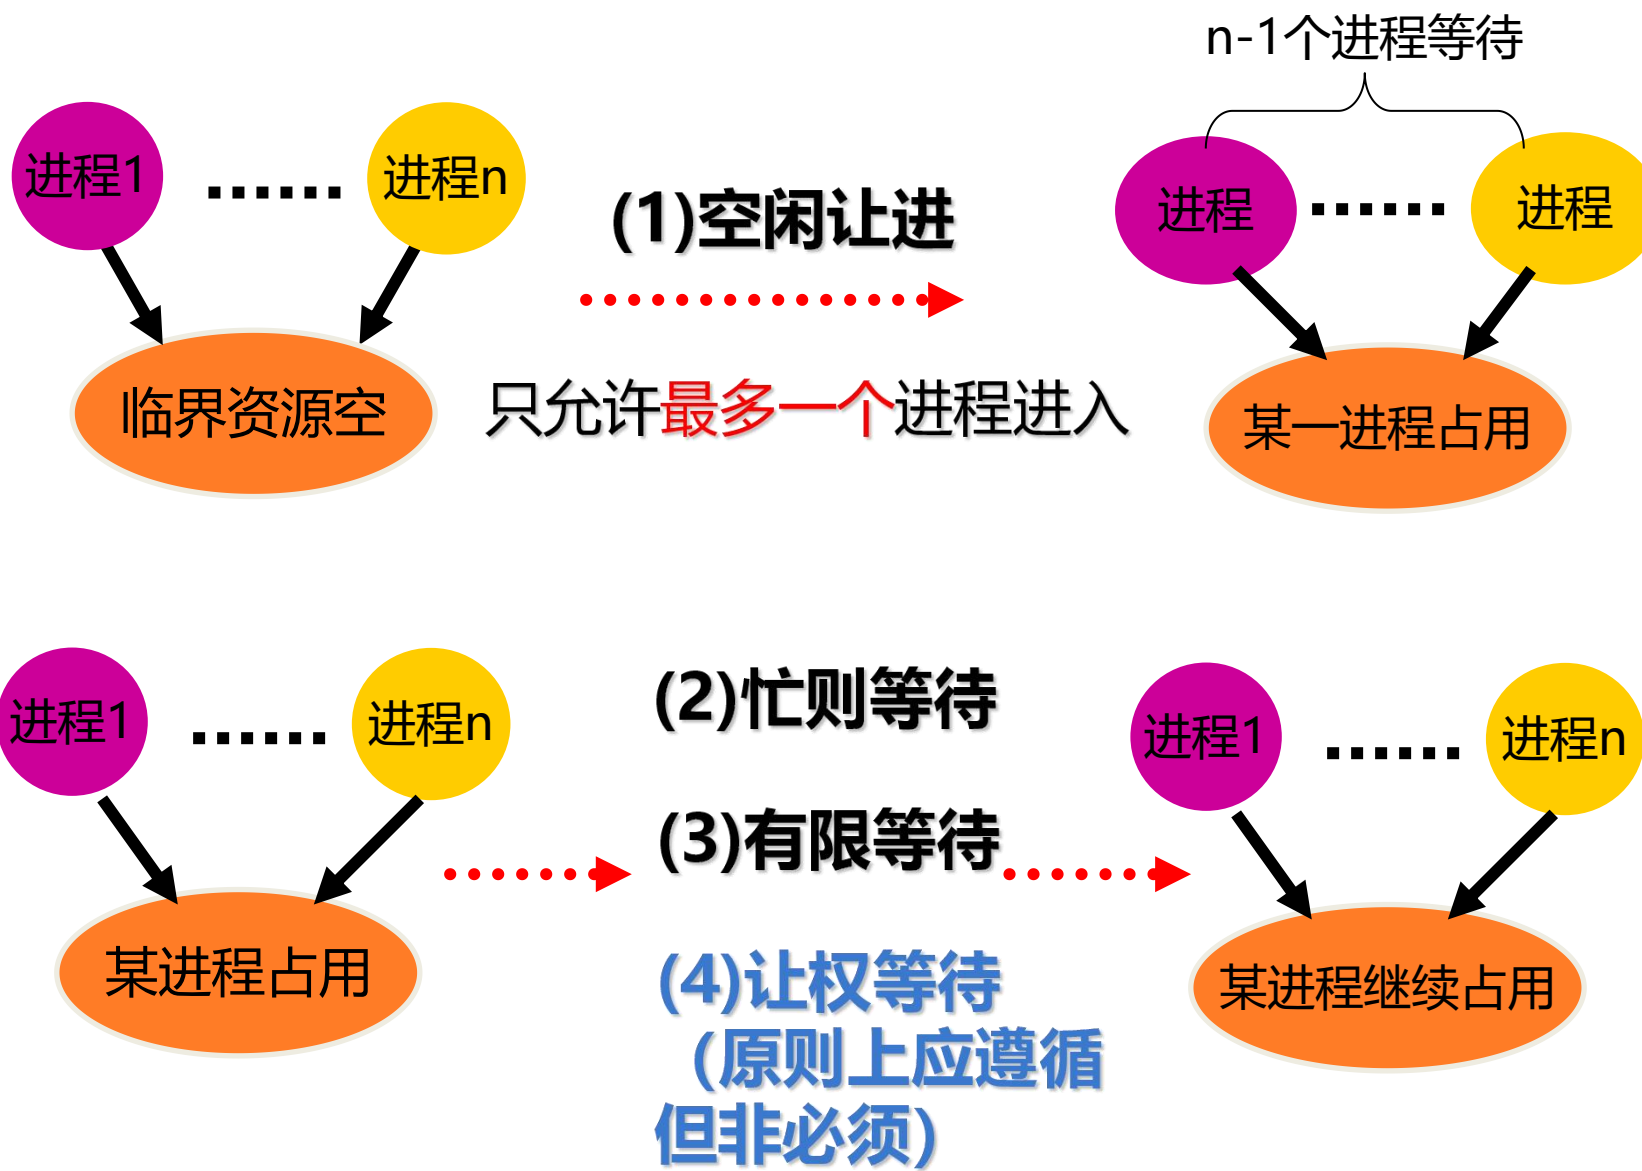 n-1个进程等待
进程1
······
进程n
(1)空闲让进
进程
······
进程
临界资源空
只允许最多一个进程进入
某一进程占用
进程1
······
进程n
(2)忙则等待
进程1
······
进程n
(3)有限等待
某进程占用
(4)让权等待
（原则上应遵循
但非必须）
某进程继续占用